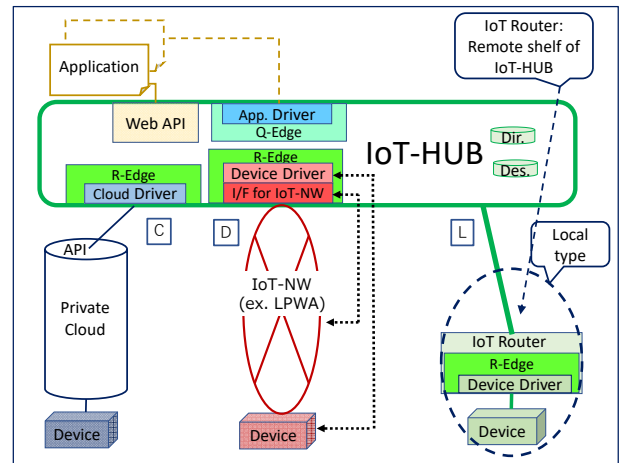 IoT Router:
Remote shelf of
IoT-HUB
Application
Web API
App. Driver
Q-Edge
IoT-HUB
Dir.
Des.
R-Edge
Cloud Driver
R-Edge
Device Driver
I/F for IoT-NW
C
D
L
Local
type
API
Private
Cloud
IoT-NW
(ex. LPWA)
IoT Router
R-Edge
Device Driver
Device
Device
Device